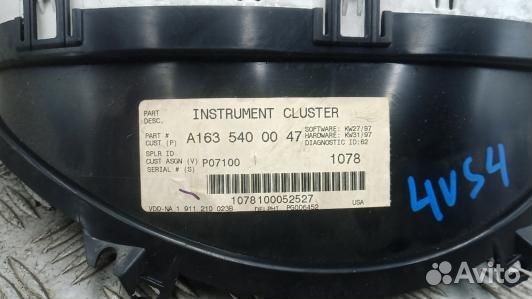 PART DESC. INSTRUMENT CLUSTER
PART # CUST. (P) A163 540 00 47 SOFTWARE: KW27/97 HARDWARE: KW31/97 DIAGNOSTIC ID:62
SPLR ID
CUST ASGN (V) P07100 1078
SERIAL # (S)
1078100052527
VDO-NA 1 911 210 023B DELPHI PG006452 USA
4VS4
Avito